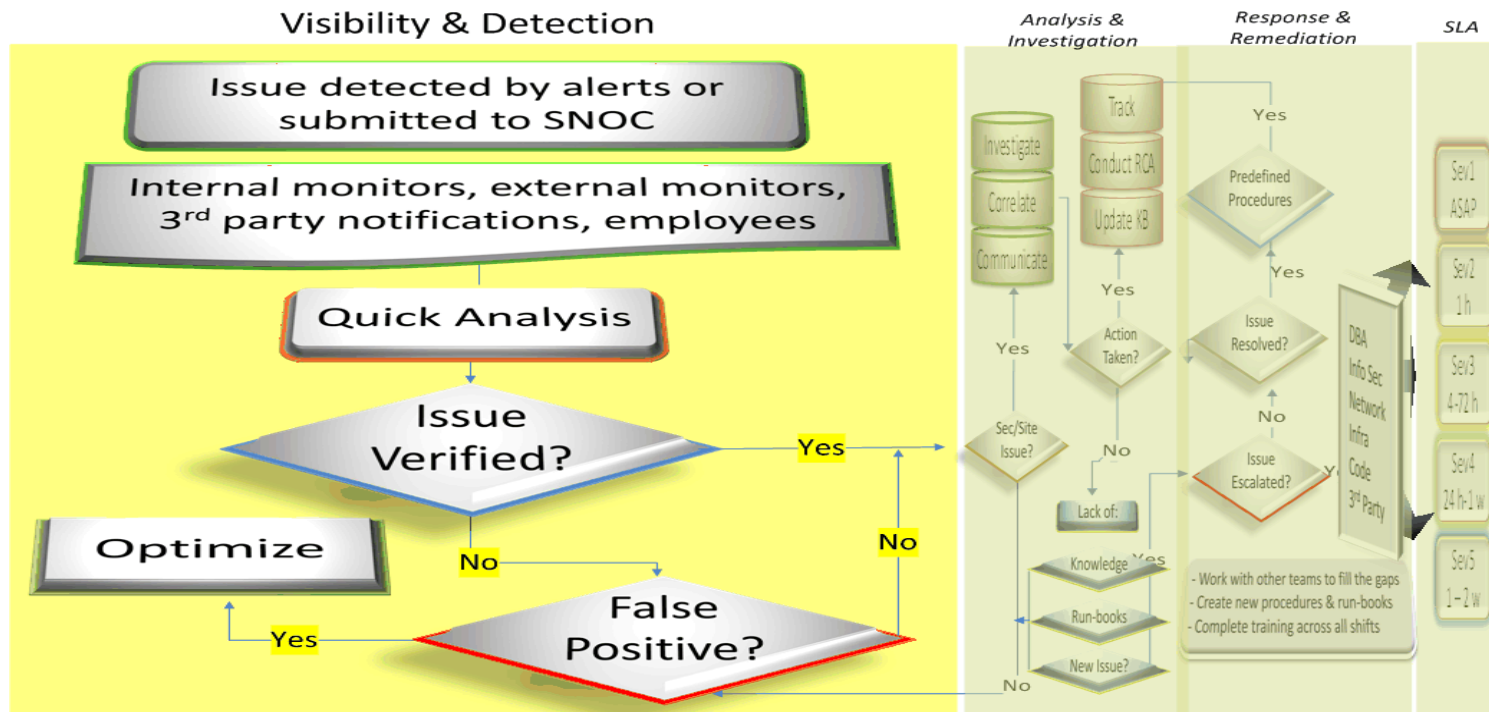 Visibility & Detection
Issue detected by alerts or
submitted to SNOC
Internal monitors, external monitors,
3rd party notifications, employees
Quick Analysis
Issue
Verified?
Yes
No
Optimize
Yes
False
Positive?
No
Analysis &
Investigation
Investigate
Correlate
Communicate
Yes
Sec/Site
Issue?
No
Track
Conduct RCA
Update KB
Yes
Action
Taken?
No
Lack of:
Knowledge
Run-books
New Issue?
Yes
Response &
Remediation
Yes
Predefined
Procedures
Yes
Issue
Resolved?
No
Issue
Escalated?
DBA
Info Sec
Network
Infra
Code
3rd Party
- Work with other teams to fill the gaps
- Create new procedures & run-books
- Complete training across all shifts
SLA
Sev1
ASAP
Sev2
1 h
Sev3
4-72 h
Sev4
24 h-1 w
Sev5
1 – 2 w